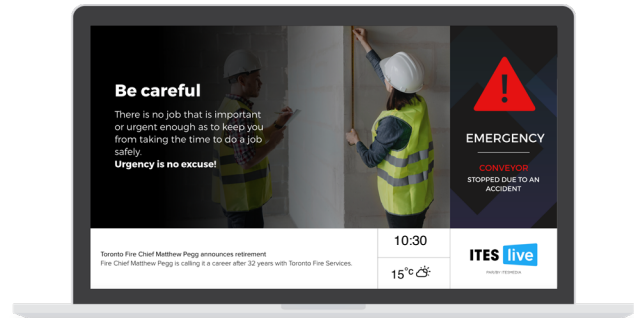 Be careful
There is no job that is important
or urgent enough as to keep you
from taking the time to do a job
safely.
Urgency is no excuse!
EMERGENCY
CONVEYOR
STOPPED DUE TO AN
ACCIDENT
Toronto Fire Chief Matthew Pegg announces retirement
Fire Chief Matthew Pegg is calling it a career after 32 years with Toronto Fire Services.
10:30
15°C
ITES live